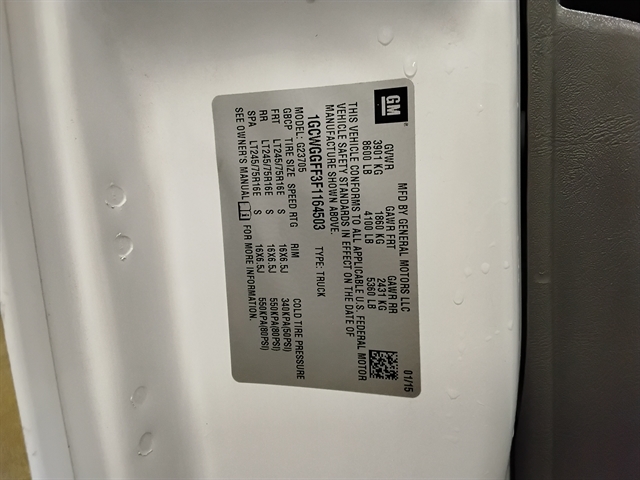 GM
MFD BY GENERAL MOTORS LLC 01/15
GVWR GAWR FRT GAWR RR
3901 KG 1860 KG 2431 KG
8600 LB 4100 LB 5360 LB
THIS VEHICLE CONFORMS TO ALL APPLICABLE U.S. FEDERAL MOTOR
VEHICLE SAFETY STANDARDS IN EFFECT ON THE DATE OF
MANUFACTURE SHOWN ABOVE.
1GCWGGFF3F1164503 TYPE: TRUCK
MODEL: G23705
GBCP TIRE SIZE SPEED RTG RIM COLD TIRE PRESSURE
FRT LT245/75R16E S 16X6.5J 340KPA(50PSI)
RR LT245/75R16E S 16X6.5J 550KPA(80PSI)
SPA LT245/75R16E S 16X6.5J 550KPA(80PSI)
SEE OWNER'S MANUAL FOR MORE INFORMATION.